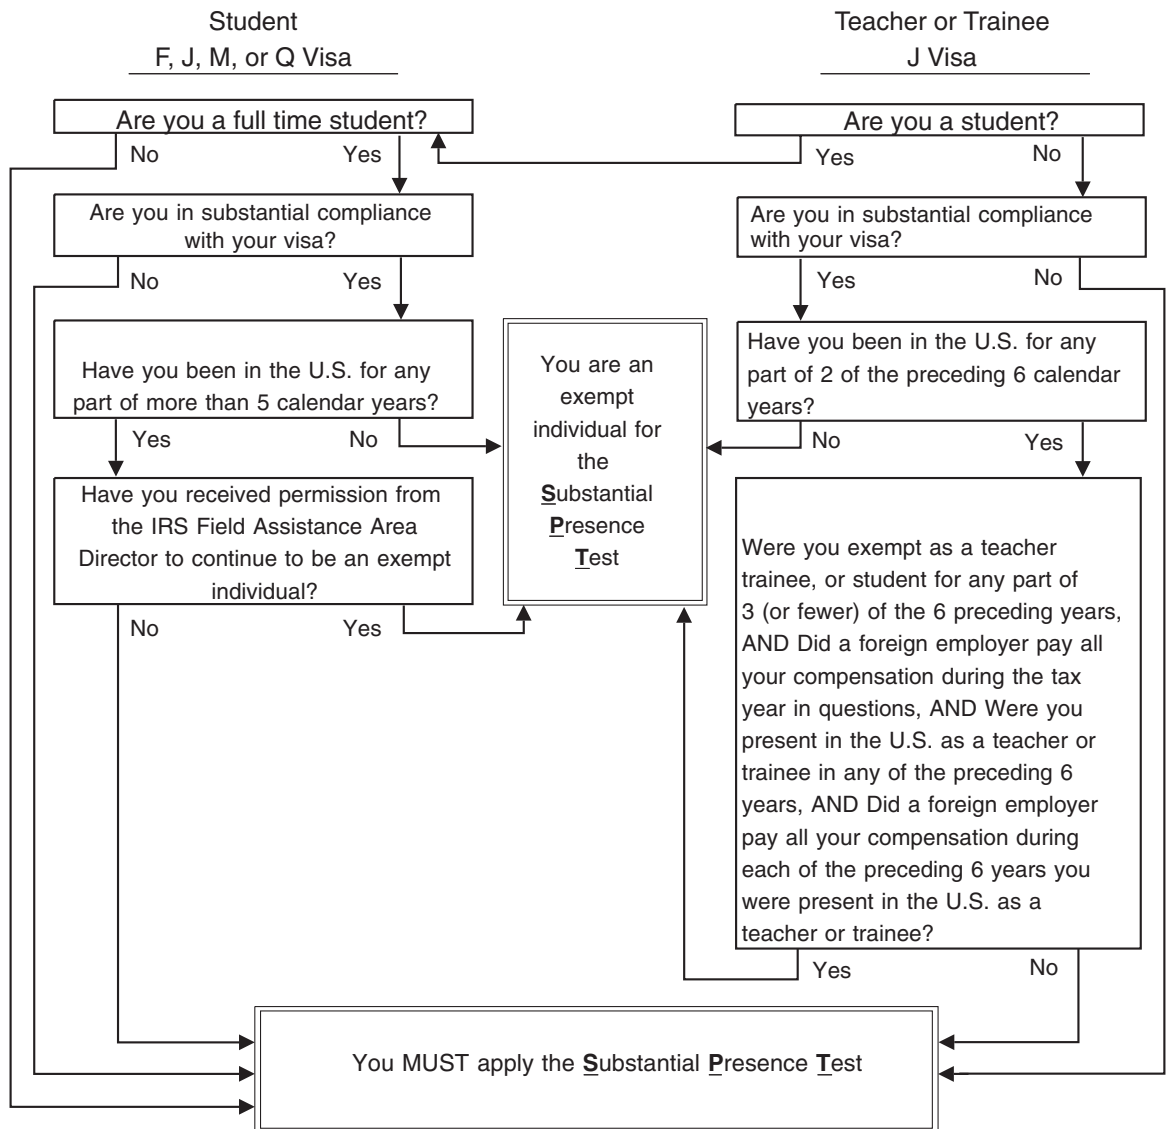 Student
F, J, M, or Q Visa
Are you a full time student?
No
Yes
Are you in substantial compliance
with your visa?
No
Yes
Have you been in the U.S. for any
part of more than 5 calendar years?
Yes
No
Have you received permission from
the IRS Field Assistance Area
Director to continue to be an exempt
individual?
No
Yes
You are an
exempt
individual for
the
Substantial
Presence
Test
Teacher or Trainee
J Visa
Are you a student?
Yes
No
Are you in substantial compliance
with your visa?
Yes
No
Have you been in the U.S. for any
part of 2 of the preceding 6 calendar
years?
No
Yes
Were you exempt as a teacher
trainee, or student for any part of
3 (or fewer) of the 6 preceding years,
AND Did a foreign employer pay all
your compensation during the tax
year in questions, AND Were you
present in the U.S. as a teacher or
trainee in any of the preceding 6
years, AND Did a foreign employer
pay all your compensation during
each of the preceding 6 years you
were present in the U.S. as a
teacher or trainee?
Yes
No
You MUST apply the Substantial Presence Test